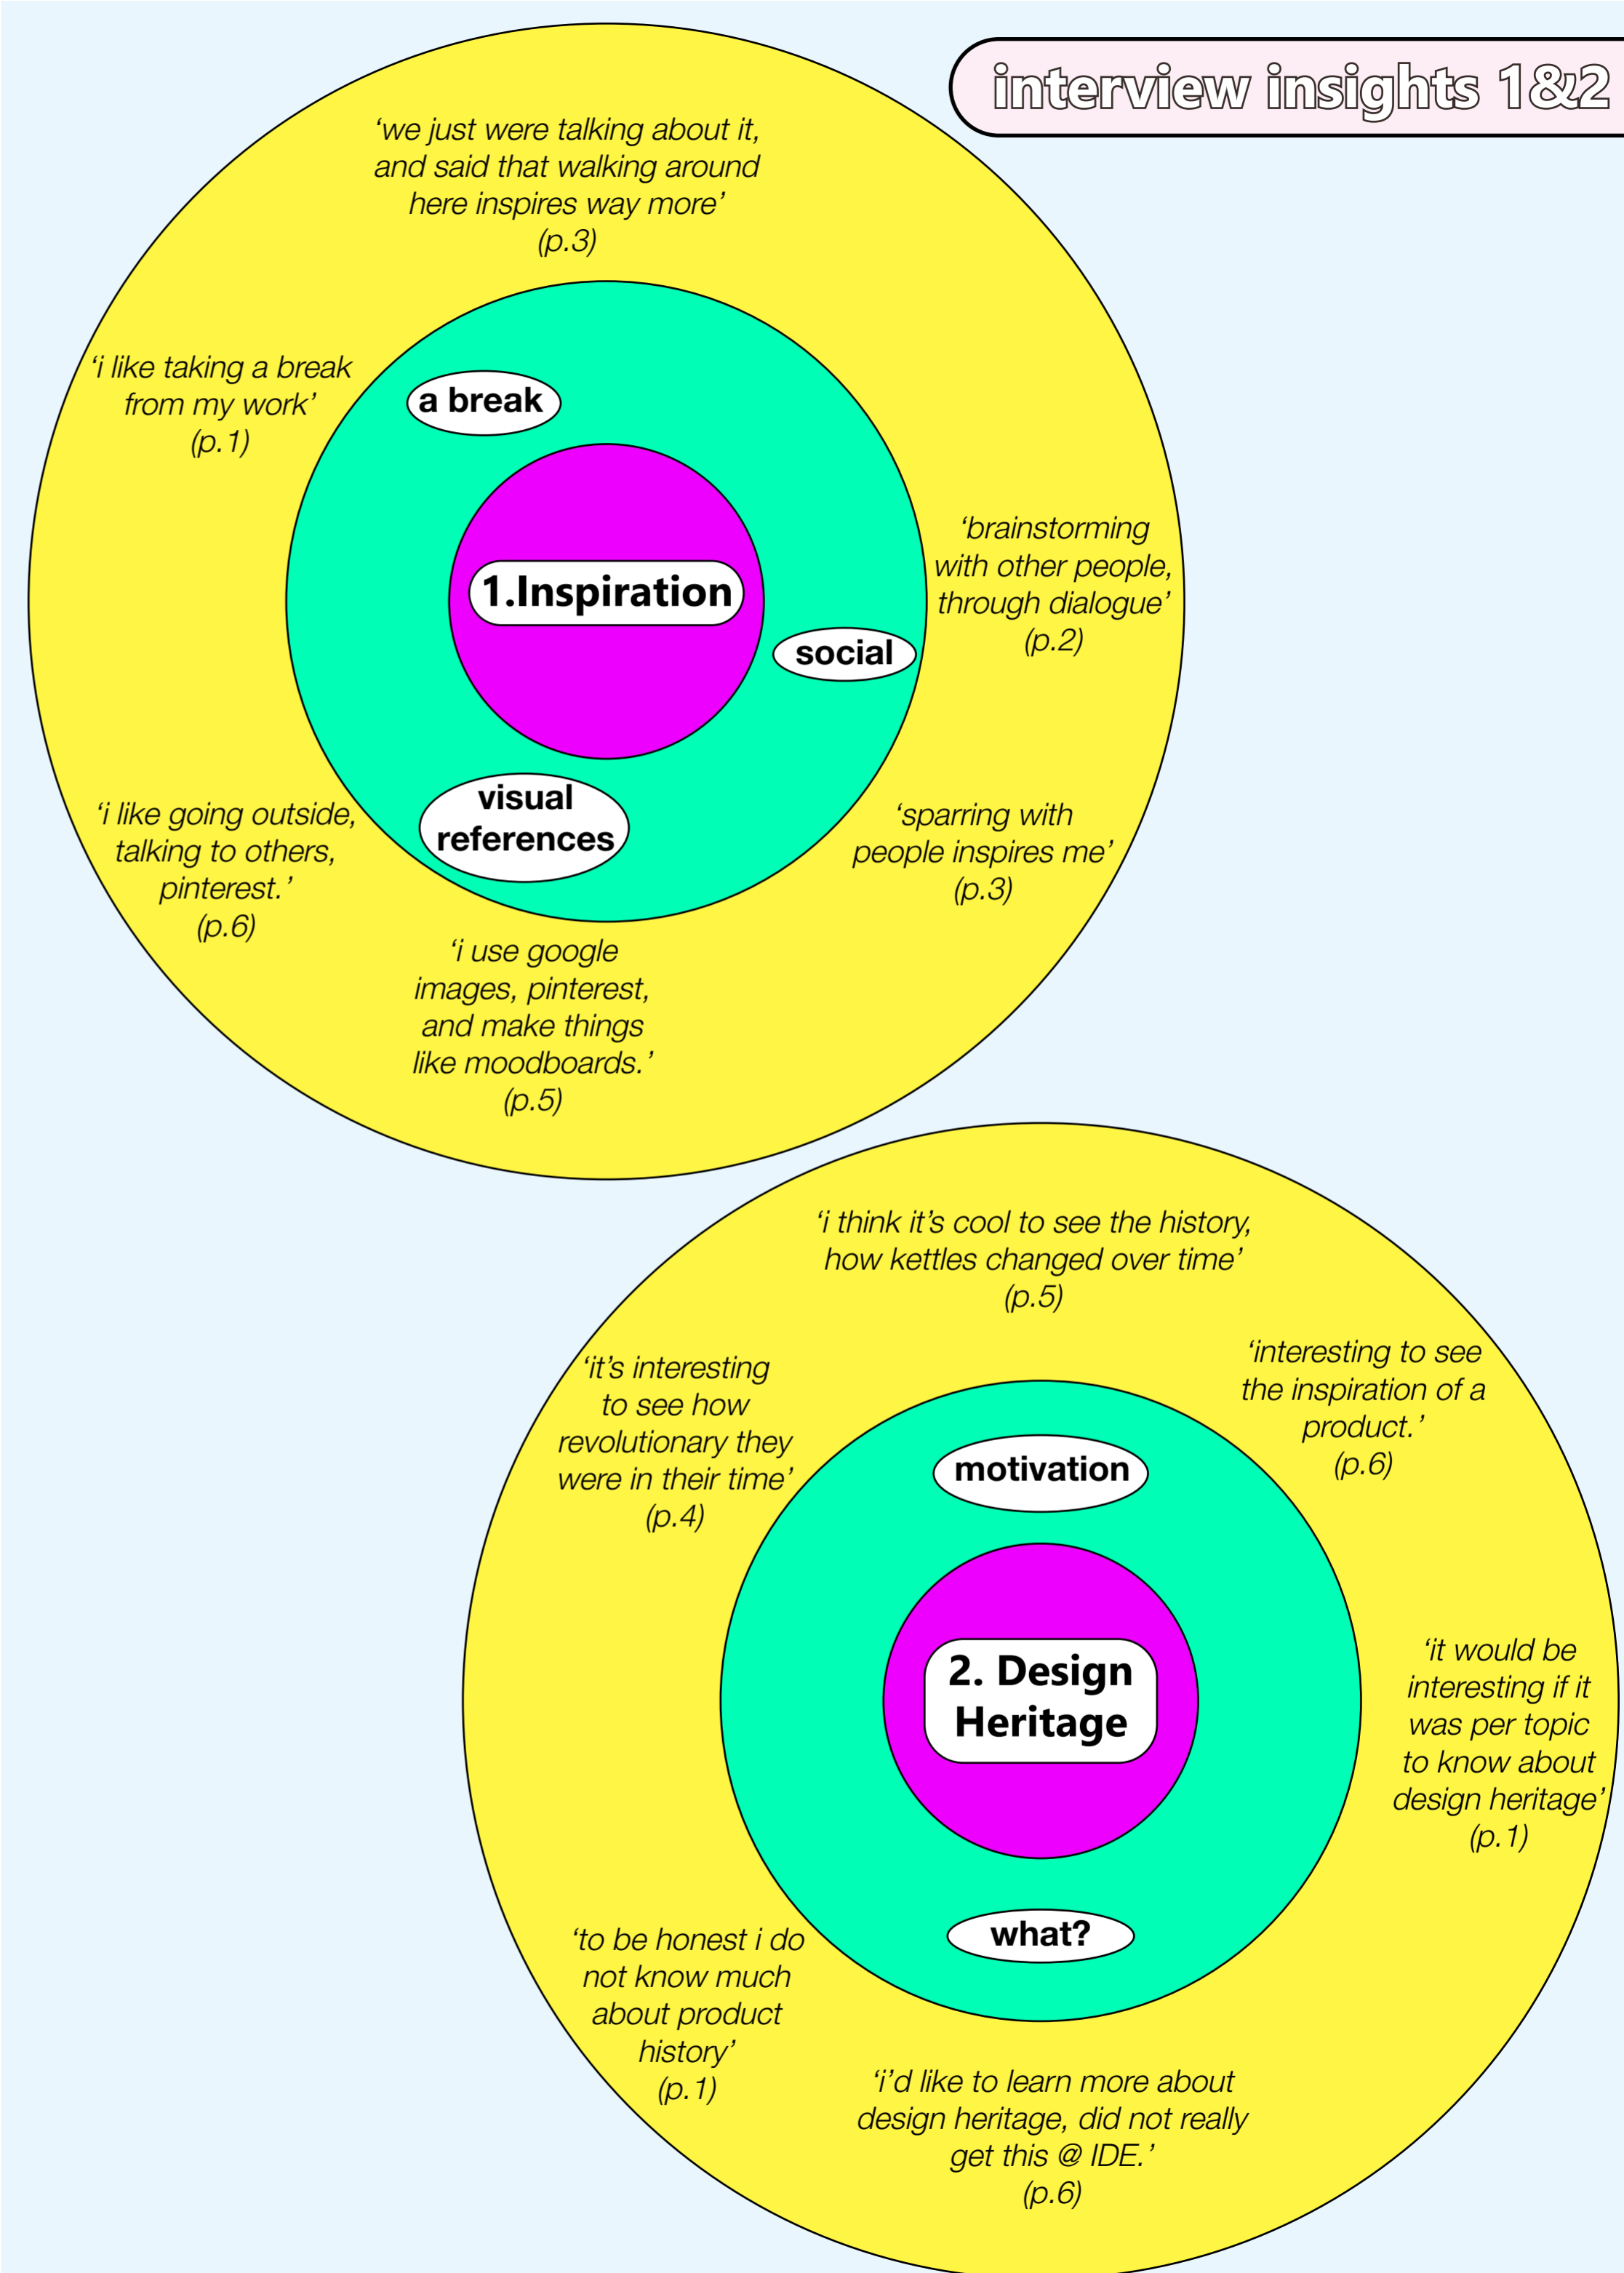 interview insights 1&2
‘we just were talking about it,
and said that walking around
here inspires way more’
(p.3)
‘i like taking a break
from my work’
(p.1)
a break
‘brainstorming
with other people,
through dialogue’
(p.2)
1.Inspiration
social
visual
references
‘i like going outside,
talking to others,
pinterest.’
(p.6)
‘sparring with
people inspires me’
(p.3)
‘i use google
images, pinterest,
and make things
like moodboards.’
(p.5)
‘i think it’s cool to see the history,
how kettles changed over time’
(p.5)
‘it’s interesting
to see how
revolutionary they
were in their time’
(p.4)
‘interesting to see
the inspiration of a
product.’
(p.6)
motivation
2. Design
Heritage
‘it would be
interesting if it
was per topic
to know about
design heritage’
(p.1)
what?
‘to be honest i do
not know much
about product
history’
(p.1)
‘i’d like to learn more about
design heritage, did not really
get this @ IDE.’
(p.6)